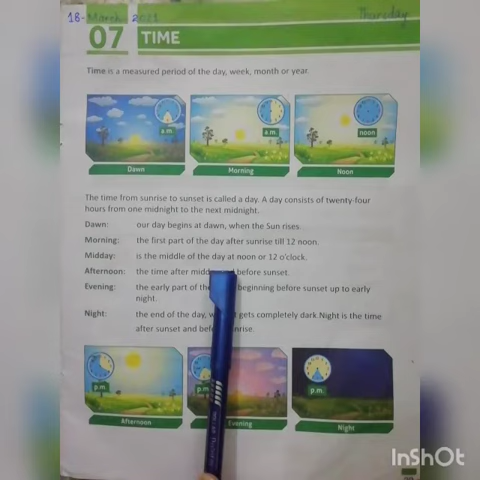 18- March 2021
Thursday
07 TIME
Time is a measured period of the day, week, month or year.
a.m.
a.m.
noon
Dawn
Morning
Noon
The time from sunrise to sunset is called a day. A day consists of twenty-four
hours from one midnight to the next midnight.
Dawn: our day begins at dawn, when the Sun rises.
Morning: the first part of the day after sunrise till 12 noon.
Midday: is the middle of the day at noon or 12 o'clock.
Afternoon: the time after before sunset.
Evening: the early part of the beginning before sunset up to early
night.
Night: the end of the day, gets completely dark. Night is the time
after sunset and
p.m.
p.m.
p.m.
Afternoon
Evening
Night
InShOt